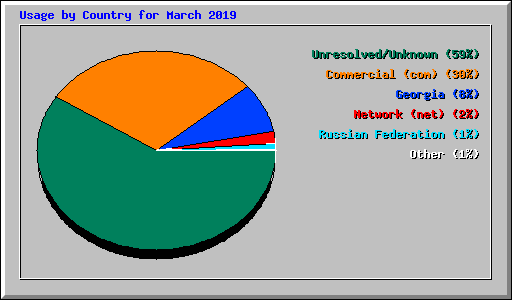 Usage by Country for March 2019
Unresolved/Unknown (59%)
Commercial (com) (30%)
Georgia (8%)
Network (net) (2%)
Russian Federation (1%)
Other (1%)